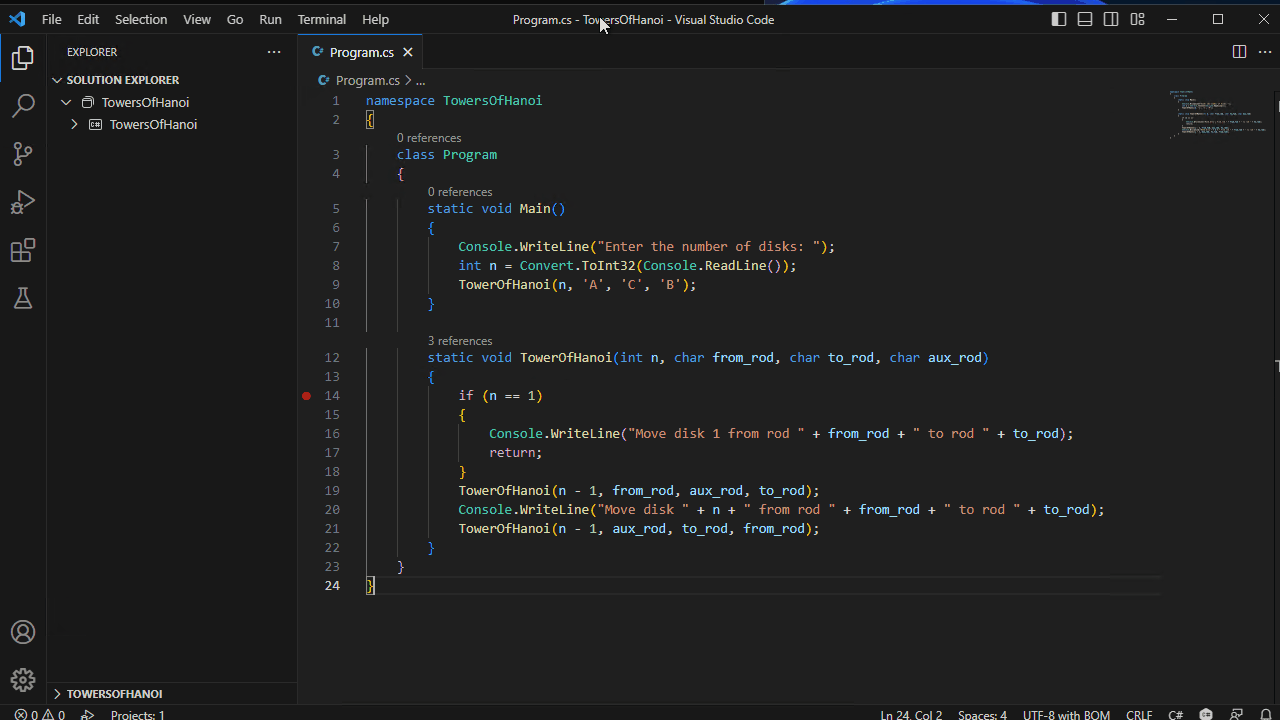 File Edit Selection View Go Run Terminal Help Program.cs - TowersOfHanoi - Visual Studio Code
EXPLORER
Program.cs
SOLUTION EXPLORER
TowersOfHanoi
TowersOfHanoi
Program.cs > ...
1 namespace TowersOfHanoi
2 {
0 references
3 class Program
4 {
0 references
5 static void Main()
6 {
7 Console.WriteLine("Enter the number of disks: ");
8 int n = Convert.ToInt32(Console.ReadLine());
9 TowerOfHanoi(n, 'A', 'C', 'B');
10 }
11
3 references
12 static void TowerOfHanoi(int n, char from_rod, char to_rod, char aux_rod)
13 {
14 if (n == 1)
15 {
16 Console.WriteLine("Move disk 1 from rod " + from_rod + " to rod " + to_rod);
17 return;
18 }
19 TowerOfHanoi(n - 1, from_rod, aux_rod, to_rod);
20 Console.WriteLine("Move disk " + n + " from rod " + from_rod + " to rod " + to_rod);
21 TowerOfHanoi(n - 1, aux_rod, to_rod, from_rod);
22 }
23 }
24 }
TOWERSOFHANOI
0 0 Projects: 1 Ln 24, Col 2 Spaces: 4 UTF-8 with BOM CRLF C#